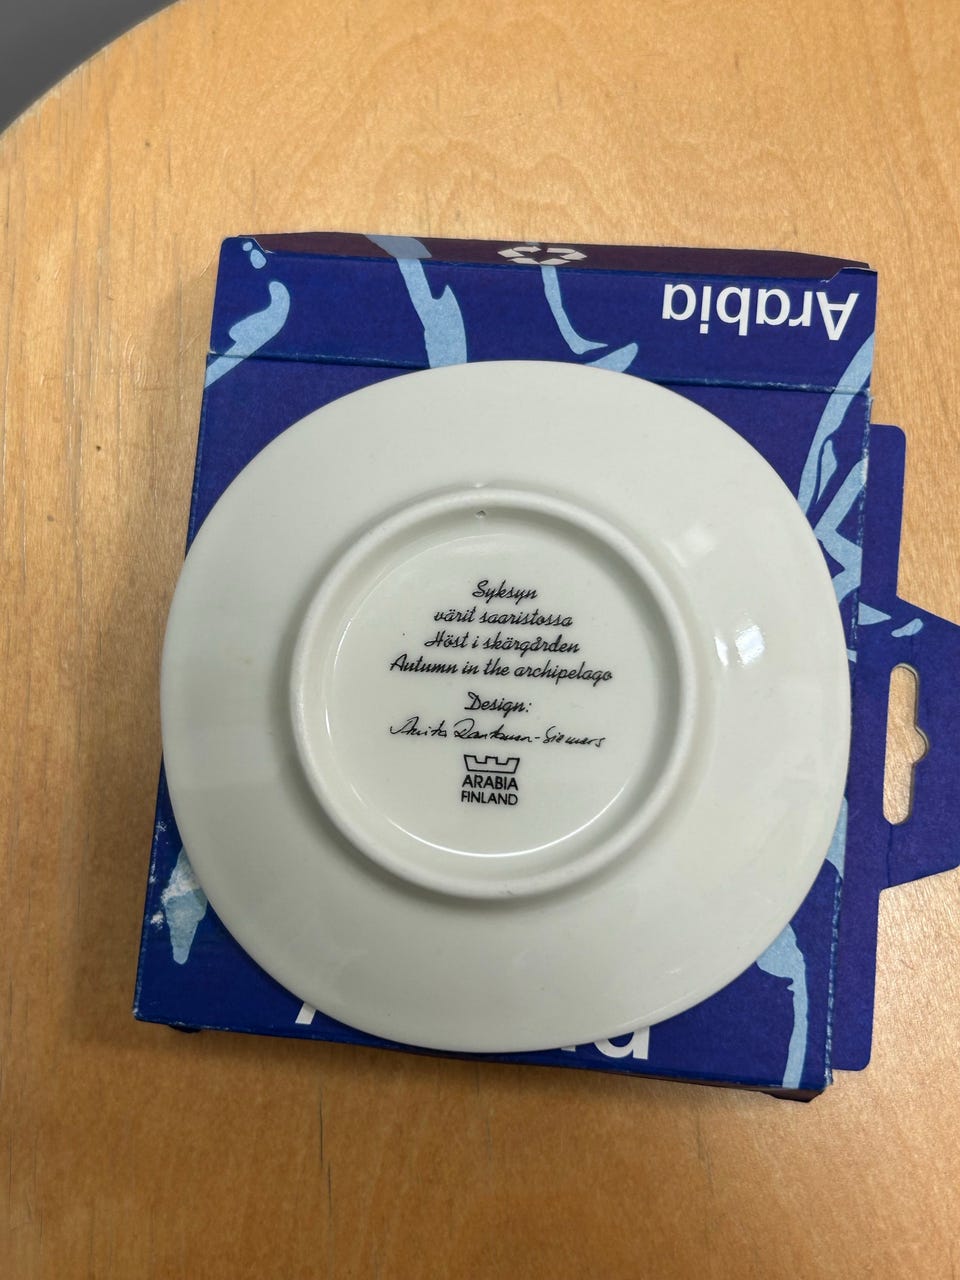 Arabia
Syksyn
värit saaristossa
Höst i skärgården
Autumn in the archipelago
Design:
ARABIA
FINLAND